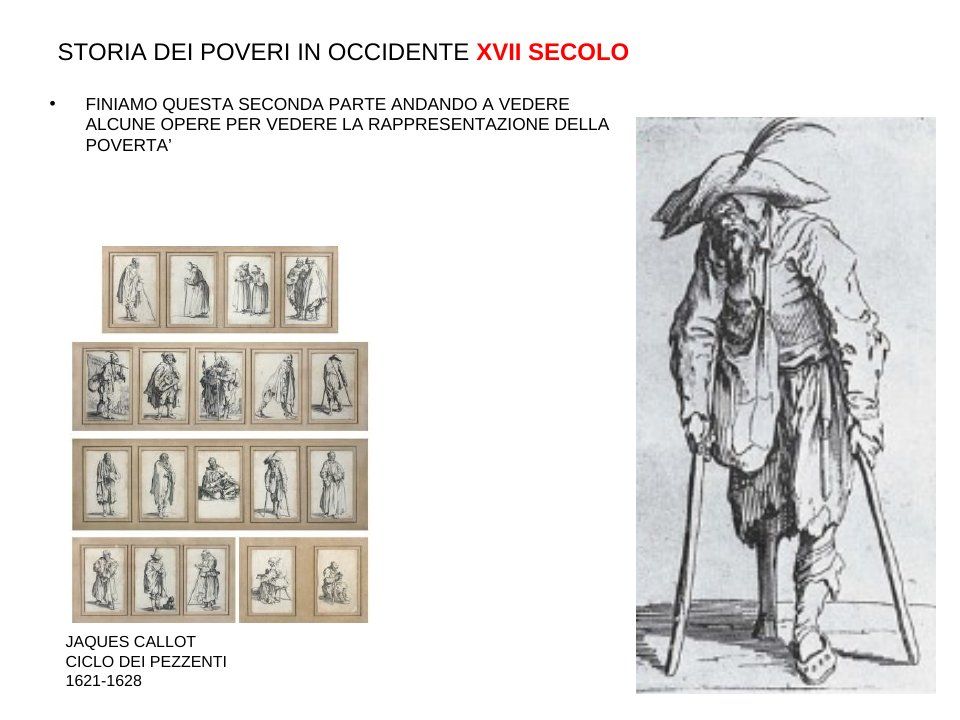 STORIA DEI POVERI IN OCCIDENTE XVII SECOLO
• FINIAMO QUESTA SECONDA PARTE ANDANDO A VEDERE
ALCUNE OPERE PER VEDERE LA RAPPRESENTAZIONE DELLA
POVERTA’
JAQUES CALLOT
CICLO DEI PEZZENTI
1621-1628